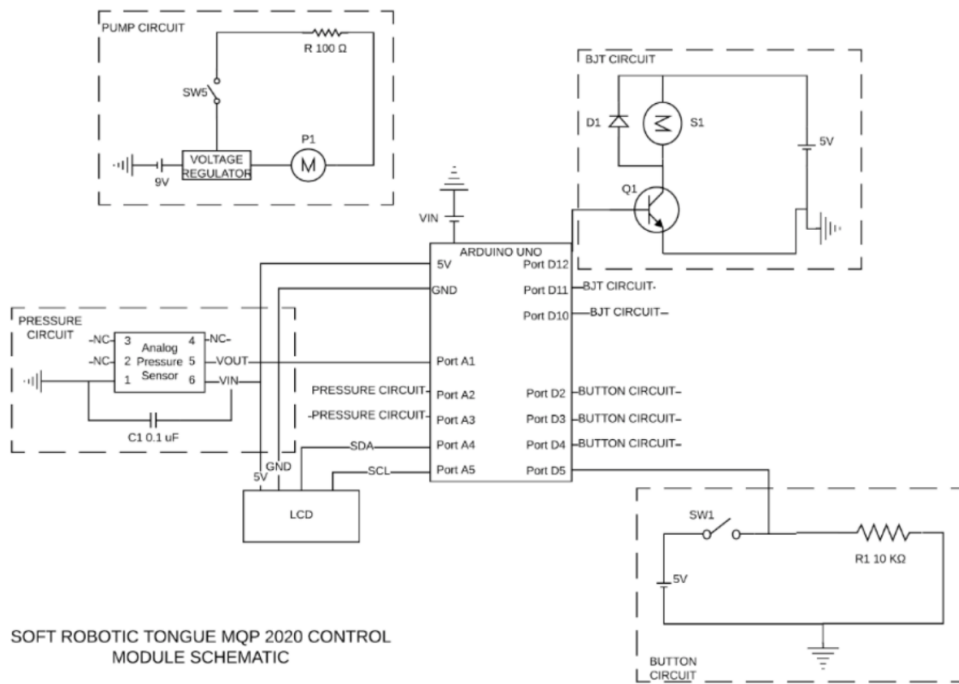 PUMP CIRCUIT
R 100 Ω
SW5
P1
M
VOLTAGE
REGULATOR
9V
BJT CIRCUIT
D1
S1
5V
Q1
VIN
ARDUINO UNO
5V
Port D12
GND
Port D11
BJT CIRCUIT
Port D10
BJT CIRCUIT
PRESSURE
CIRCUIT
NC
3
4
NC
Analog
Pressure
Sensor
NC
2
5
VOUT
Port A1
1
6
VIN
C1 0.1 uF
PRESSURE CIRCUIT
Port A2
Port D2
BUTTON CIRCUIT
PRESSURE CIRCUIT
Port A3
Port D3
BUTTON CIRCUIT
SDA
Port A4
Port D4
BUTTON CIRCUIT
SCL
Port A5
Port D5
GND
5V
LCD
SW1
R1 10 KΩ
5V
BUTTON
CIRCUIT
SOFT ROBOTIC TONGUE MQP 2020 CONTROL
MODULE SCHEMATIC